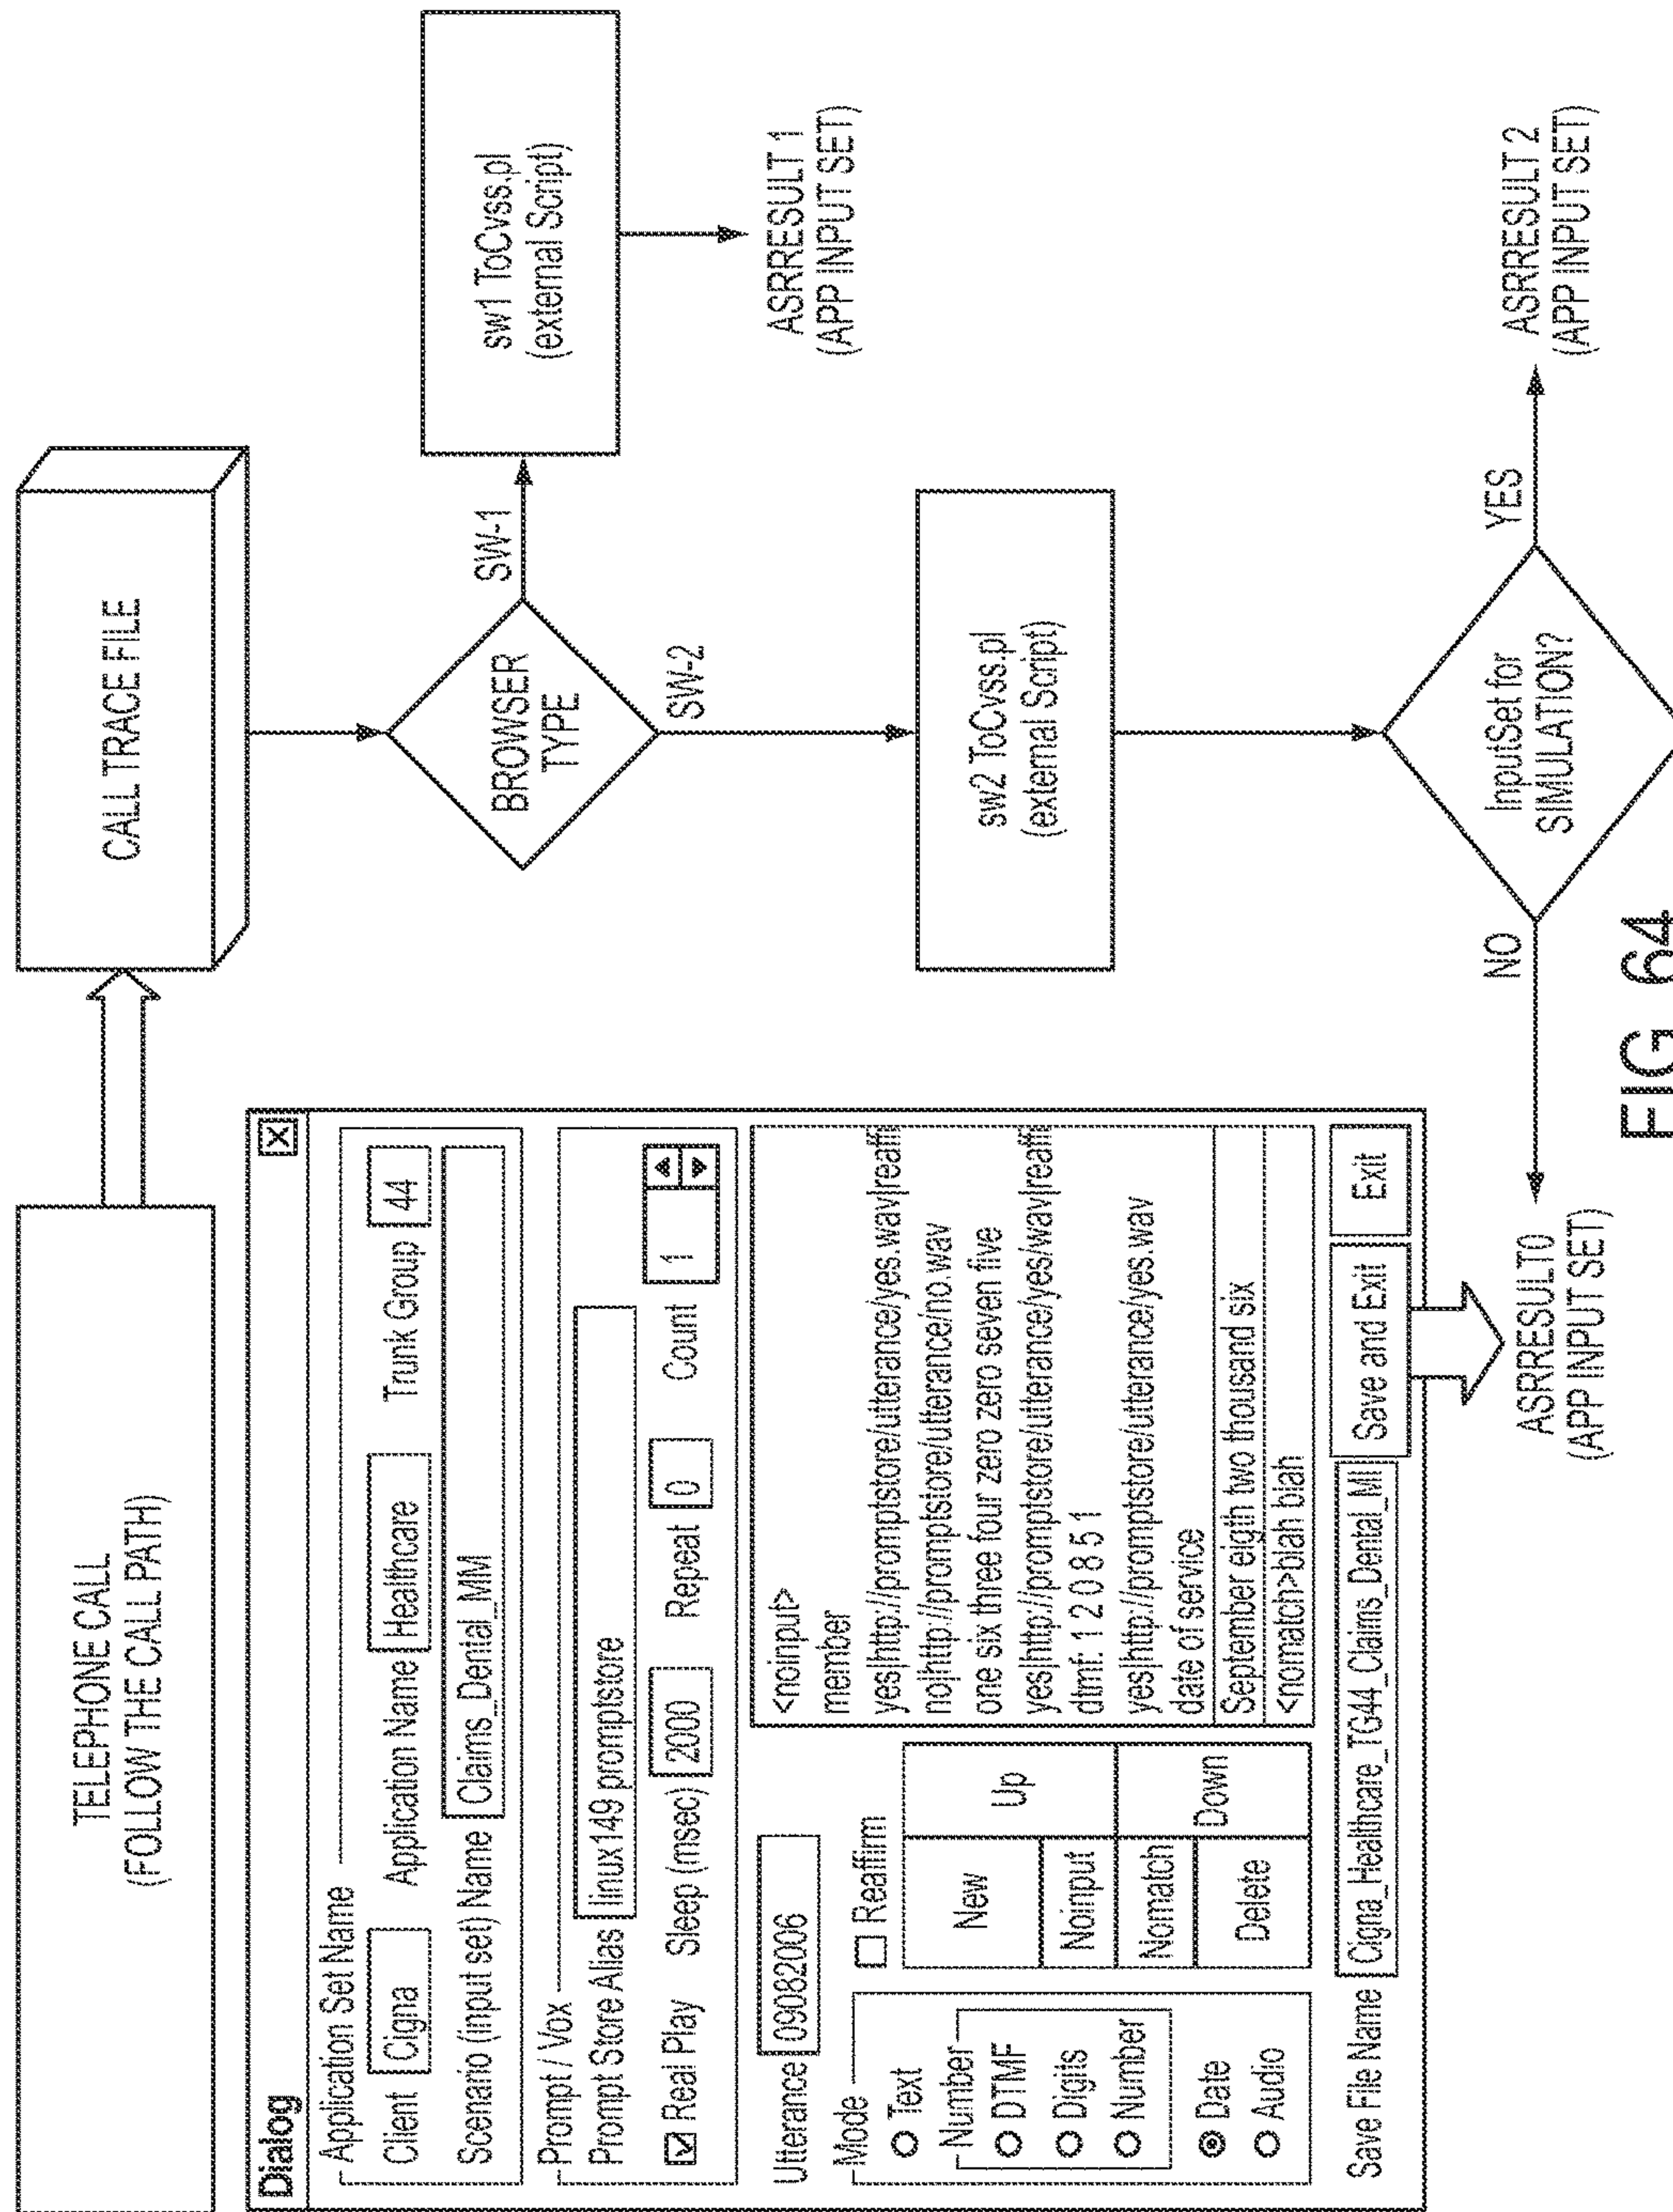 TELEPHONE CALL
(FOLLOW THE CALL PATH)
CALL TRACE FILE
BROWSER
TYPE
SW-1
sw1 ToCvss.pl
(external Script)
ASRRESULT 1
(APP INPUT SET)
SW-2
sw2 ToCvss.pl
(external Script)
InputSet for
SIMULATION?
YES
ASRRESULT 2
(APP INPUT SET)
NO
ASRRESULT0
(APP INPUT SET)
Dialog
Application Set Name
Client Cigna Application Name Healthcare Trunk Group 44
Scenario (input set) Name Claims_Dental_MM
Prompt / Vox
Prompt Store Alias linux149 promptstore
Real Play Sleep (msec) 2000 Repeat 0 Count 1
Utterance 09082006
Mode
Text
Number
DTMF
Digits
Number
Date
Audio
Reaffirm
New
Up
Noinput
Nomatch
Down
Delete
<noinput>
member
yes|http://promptstore/utterance/yes.wav|reaffi
no|http://promptstore/utterance/no.wav
one six three four zero zero seven five
yes|http://promptstore/utterance/yes/wav|reaffi
dtmf: 1 2 0 8 5 1
yes|http://promptstore/utterance/yes.wav
date of service
September eigth two thousand six
<nomatch>blah blah
Save File Name Cigna_Healthcare_TG44_Claims_Dental_MI Save and Exit Exit
FIG. 64